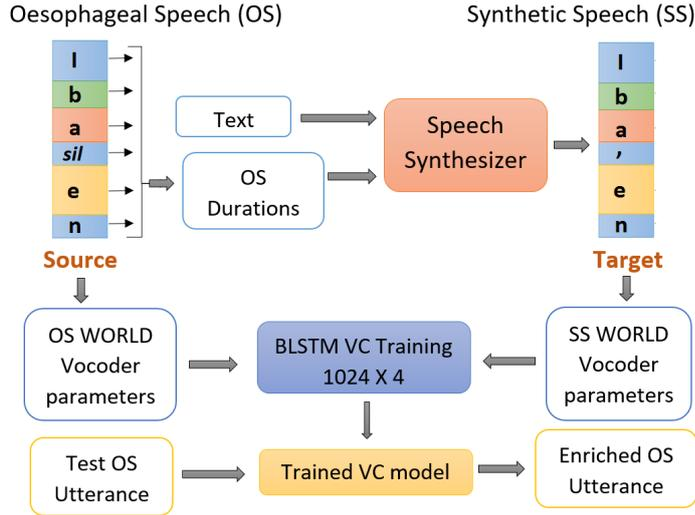 Oesophageal Speech (OS)
Synthetic Speech (SS)
I
b
a
sil
e
n
Text
OS
Durations
Speech
Synthesizer
I
b
a
,
e
n
Source
Target
OS WORLD
Vocoder
parameters
BLSTM VC Training
1024 X 4
SS WORLD
Vocoder
parameters
Test OS
Utterance
Trained VC model
Enriched OS
Utterance